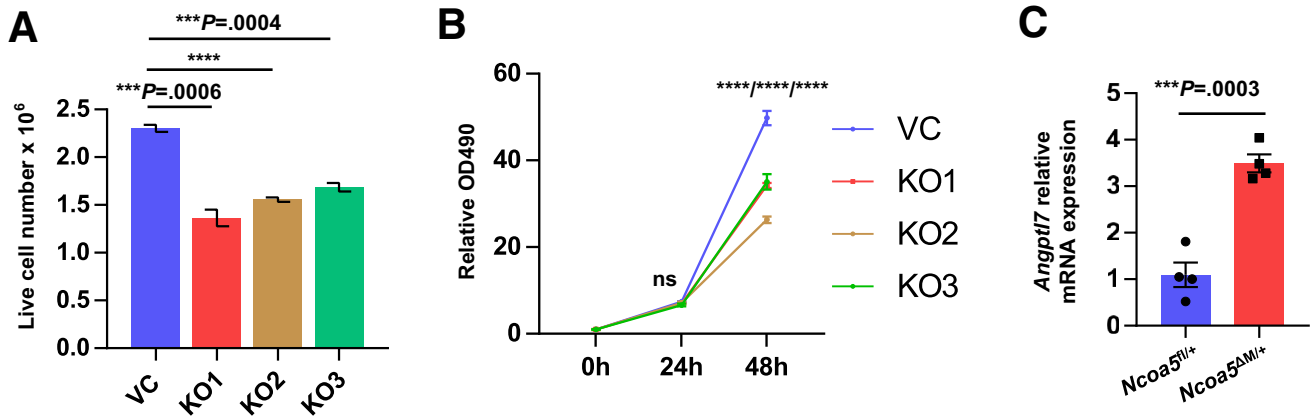 A
***P=.0004
****
***P=.0006
Live cell number x 10⁶
2.5
2.0
1.5
1.0
0.5
0.0
VC
KO1
KO2
KO3
B
Relative OD490
60
40
20
0
ns
****/****/****
0h
24h
48h
VC
KO1
KO2
KO3
C
***P=.0003
Angptl7 relative
mRNA expression
5
4
3
2
1
0
Ncoa5fl/+
Ncoa5ΔM/+